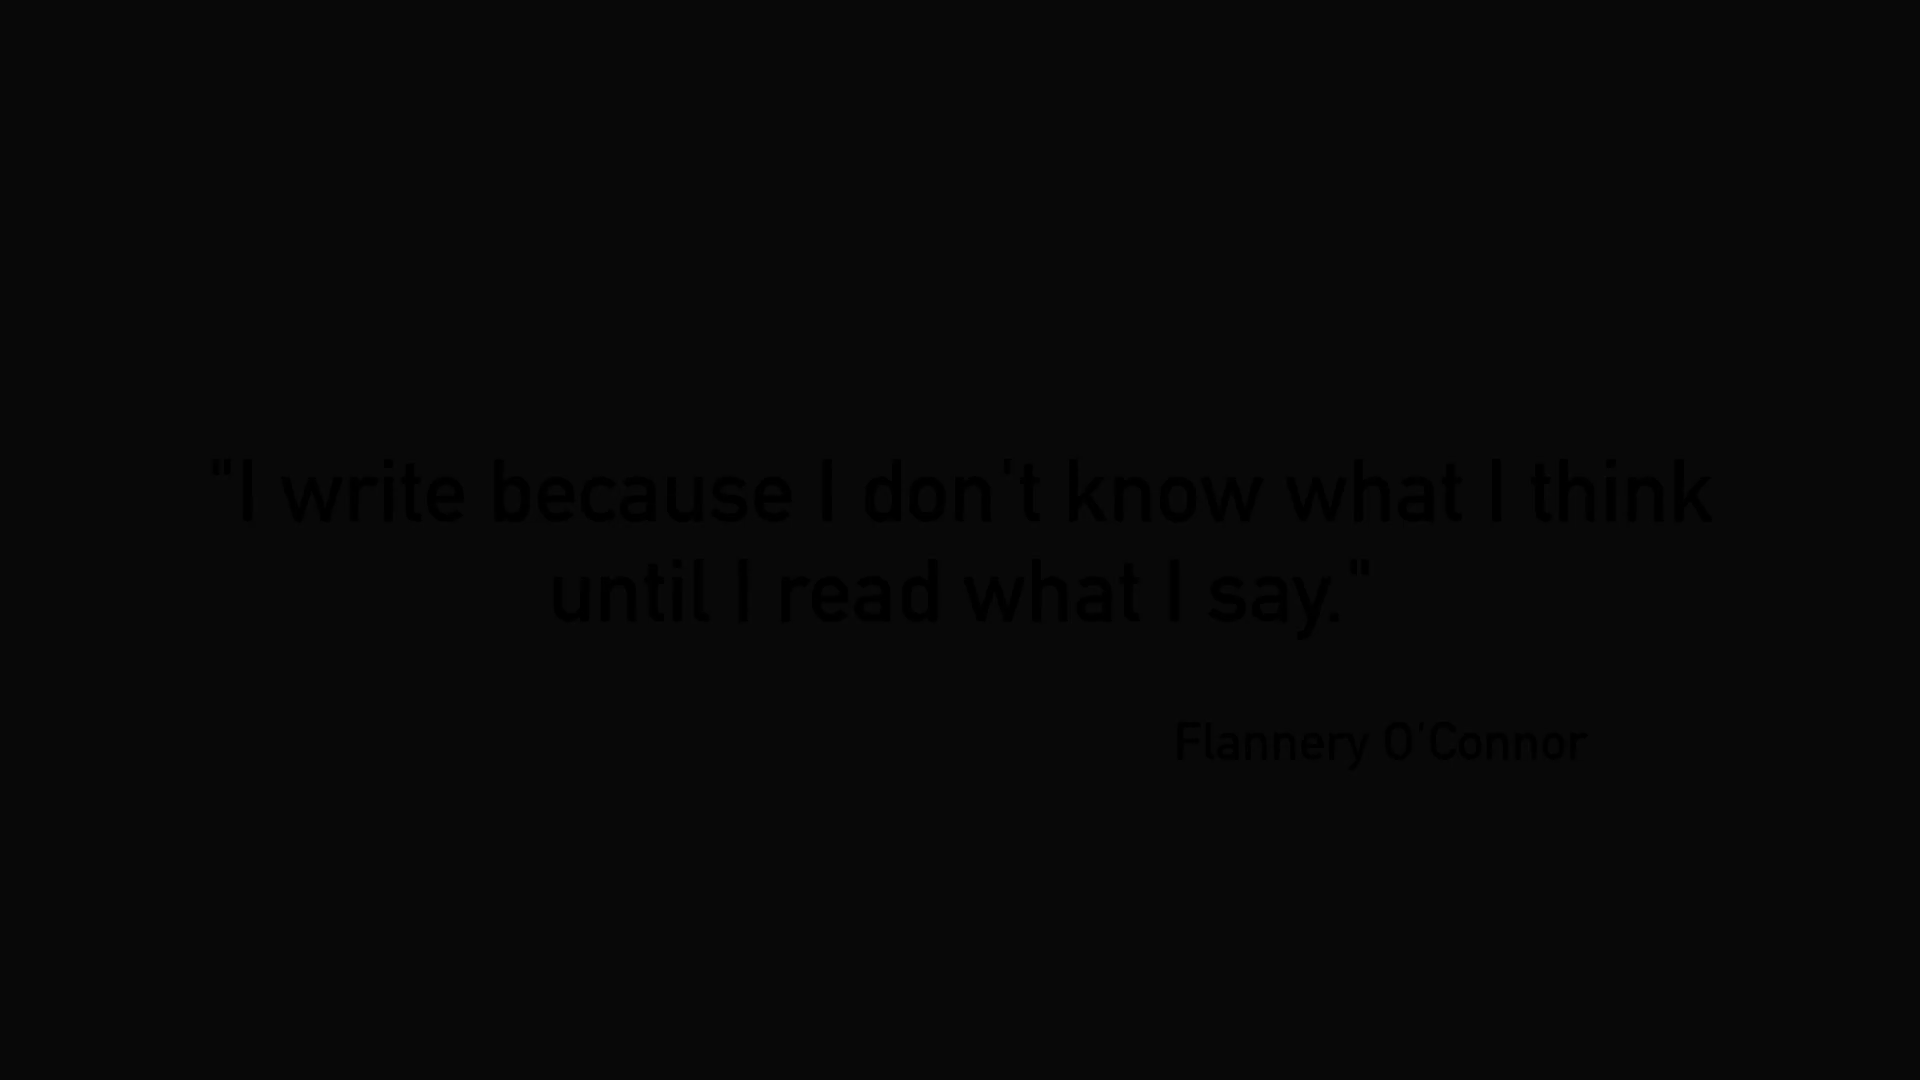 "I write because I don't know what I think
until I read what I say."
Flannery O'Connor